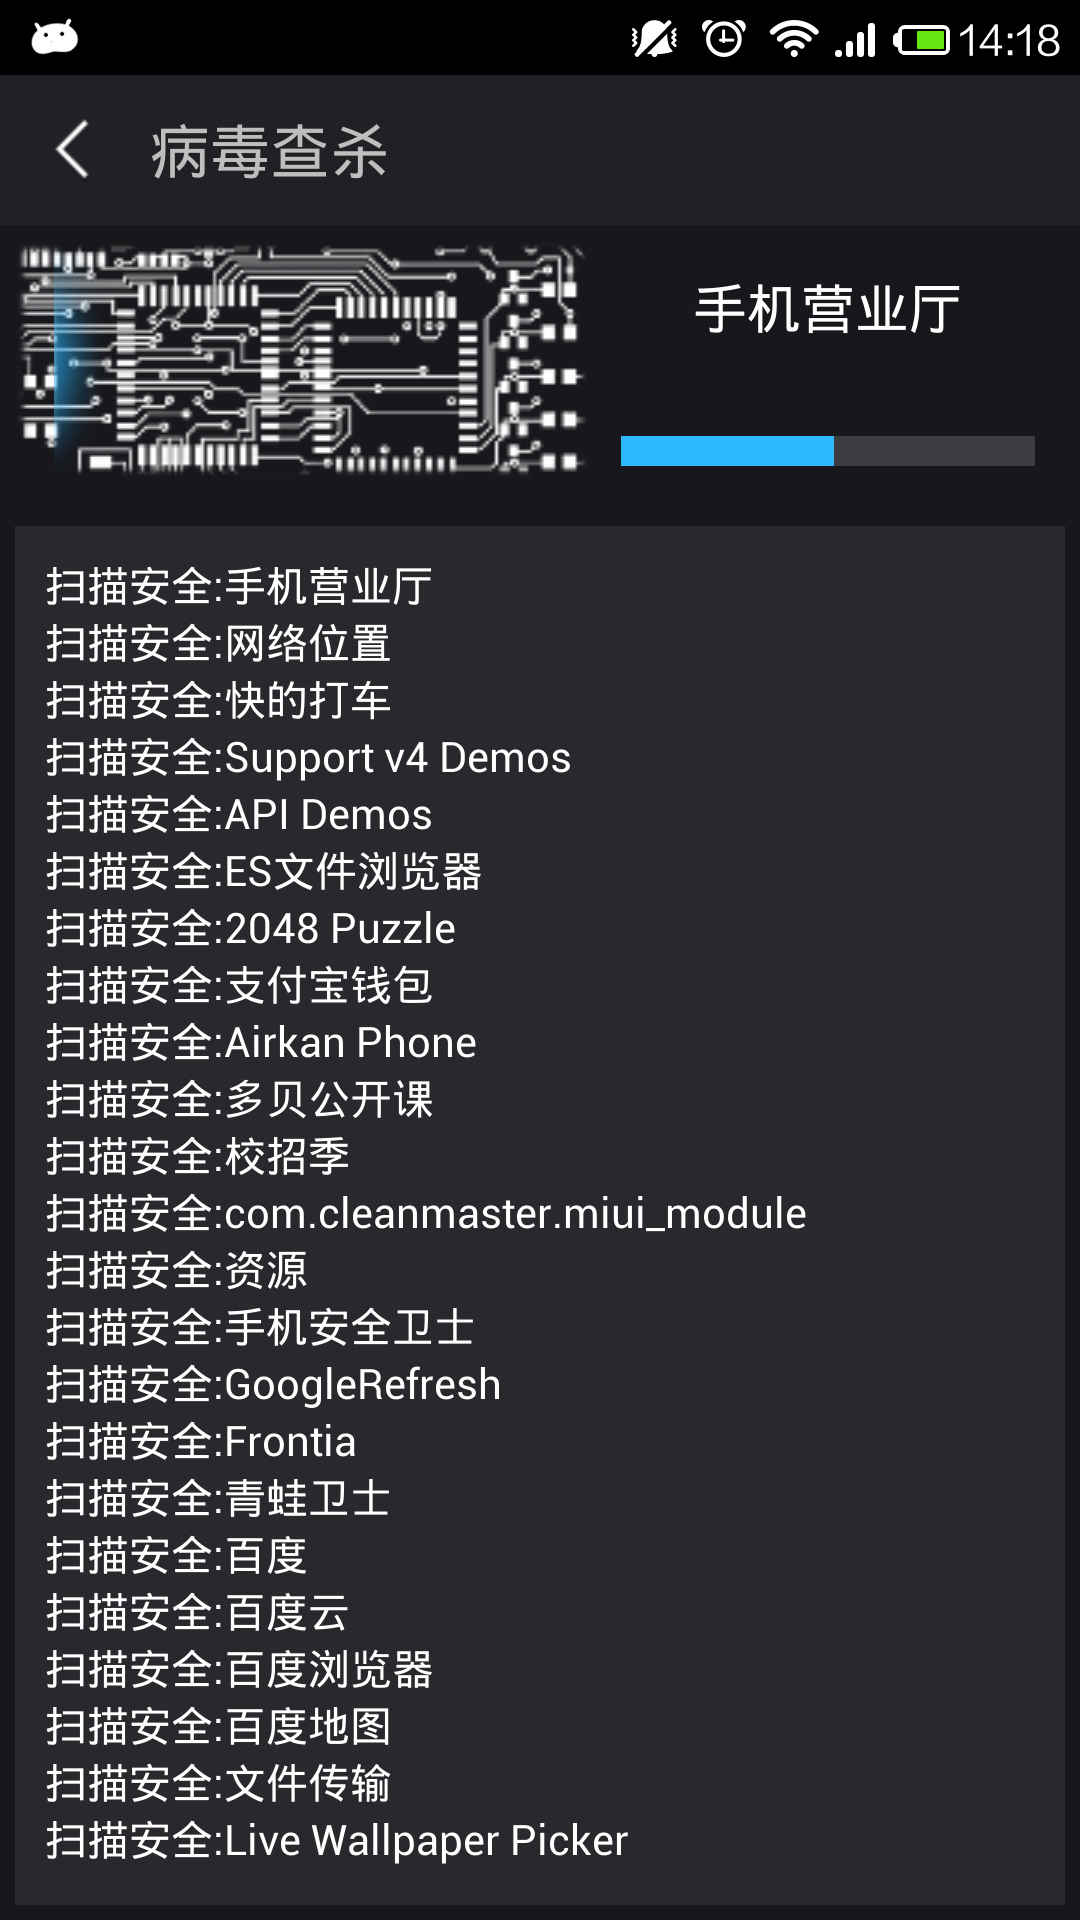 14:18
病毒查杀
手机营业厅
扫描安全:手机营业厅
扫描安全:网络位置
扫描安全:快的打车
扫描安全:Support v4 Demos
扫描安全:API Demos
扫描安全:ES文件浏览器
扫描安全:2048 Puzzle
扫描安全:支付宝钱包
扫描安全:Airkan Phone
扫描安全:多贝公开课
扫描安全:校招季
扫描安全:com.cleanmaster.miui_module
扫描安全:资源
扫描安全:手机安全卫士
扫描安全:GoogleRefresh
扫描安全:Frontia
扫描安全:青蛙卫士
扫描安全:百度
扫描安全:百度云
扫描安全:百度浏览器
扫描安全:百度地图
扫描安全:文件传输
扫描安全:Live Wallpaper Picker